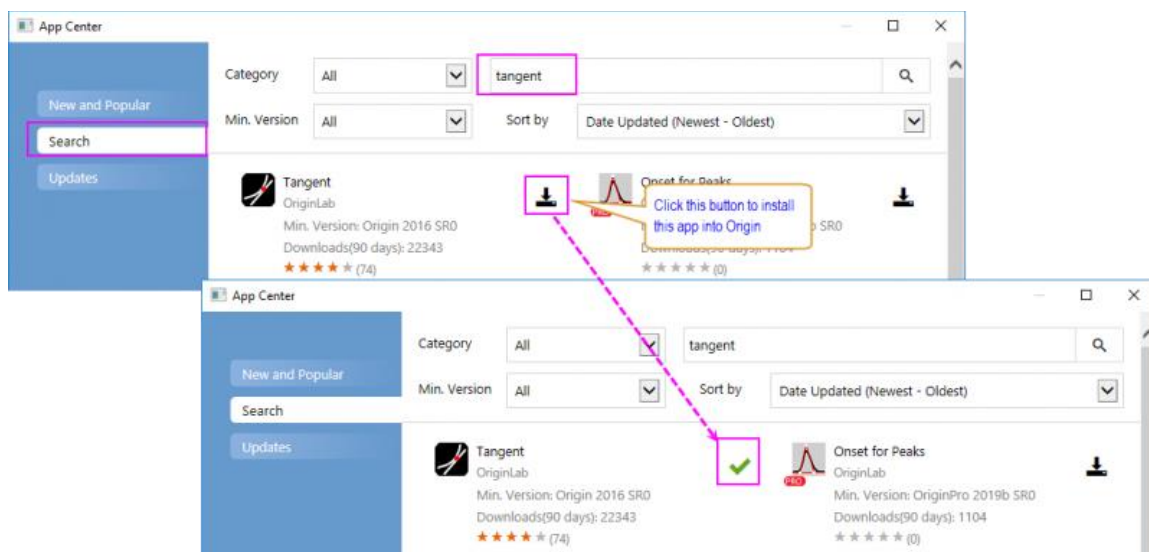 App Center
Category All tangent
New and Popular
Min. Version All Sort by Date Updated (Newest - Oldest)
Search
Updates
Tangent
OriginLab
Min. Version: Origin 2016 SR0
Downloads(90 days): 22343
(74)
Onset for Peaks
PRO
Click this button to install
this app into Origin
SR0
(0)
App Center
Category All tangent
New and Popular
Min. Version All Sort by Date Updated (Newest - Oldest)
Search
Updates
Tangent
OriginLab
Min. Version: Origin 2016 SR0
Downloads(90 days): 22343
(74)
Onset for Peaks
PRO
OriginLab
Min. Version: OriginPro 2019b SR0
Downloads(90 days): 1104
(0)